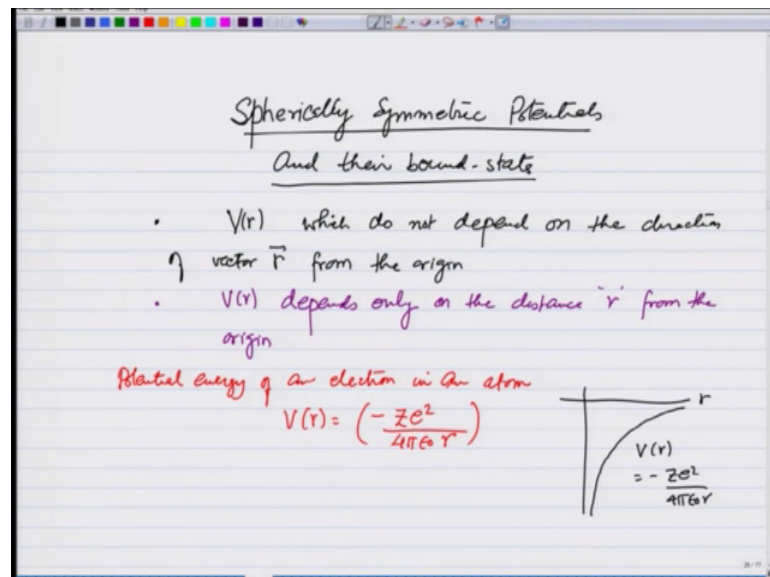 Spherically Symmetric Potentials
And their bound-state
• V(r) which do not depend on the direction
of vector r⃗ from the origin
• V(r) depends only on the distance 'r' from the
origin
Potential energy of an electron in an atom
V(r) = (-Ze²/4πε₀r)
r
V(r)
= -Ze²/4πε₀r